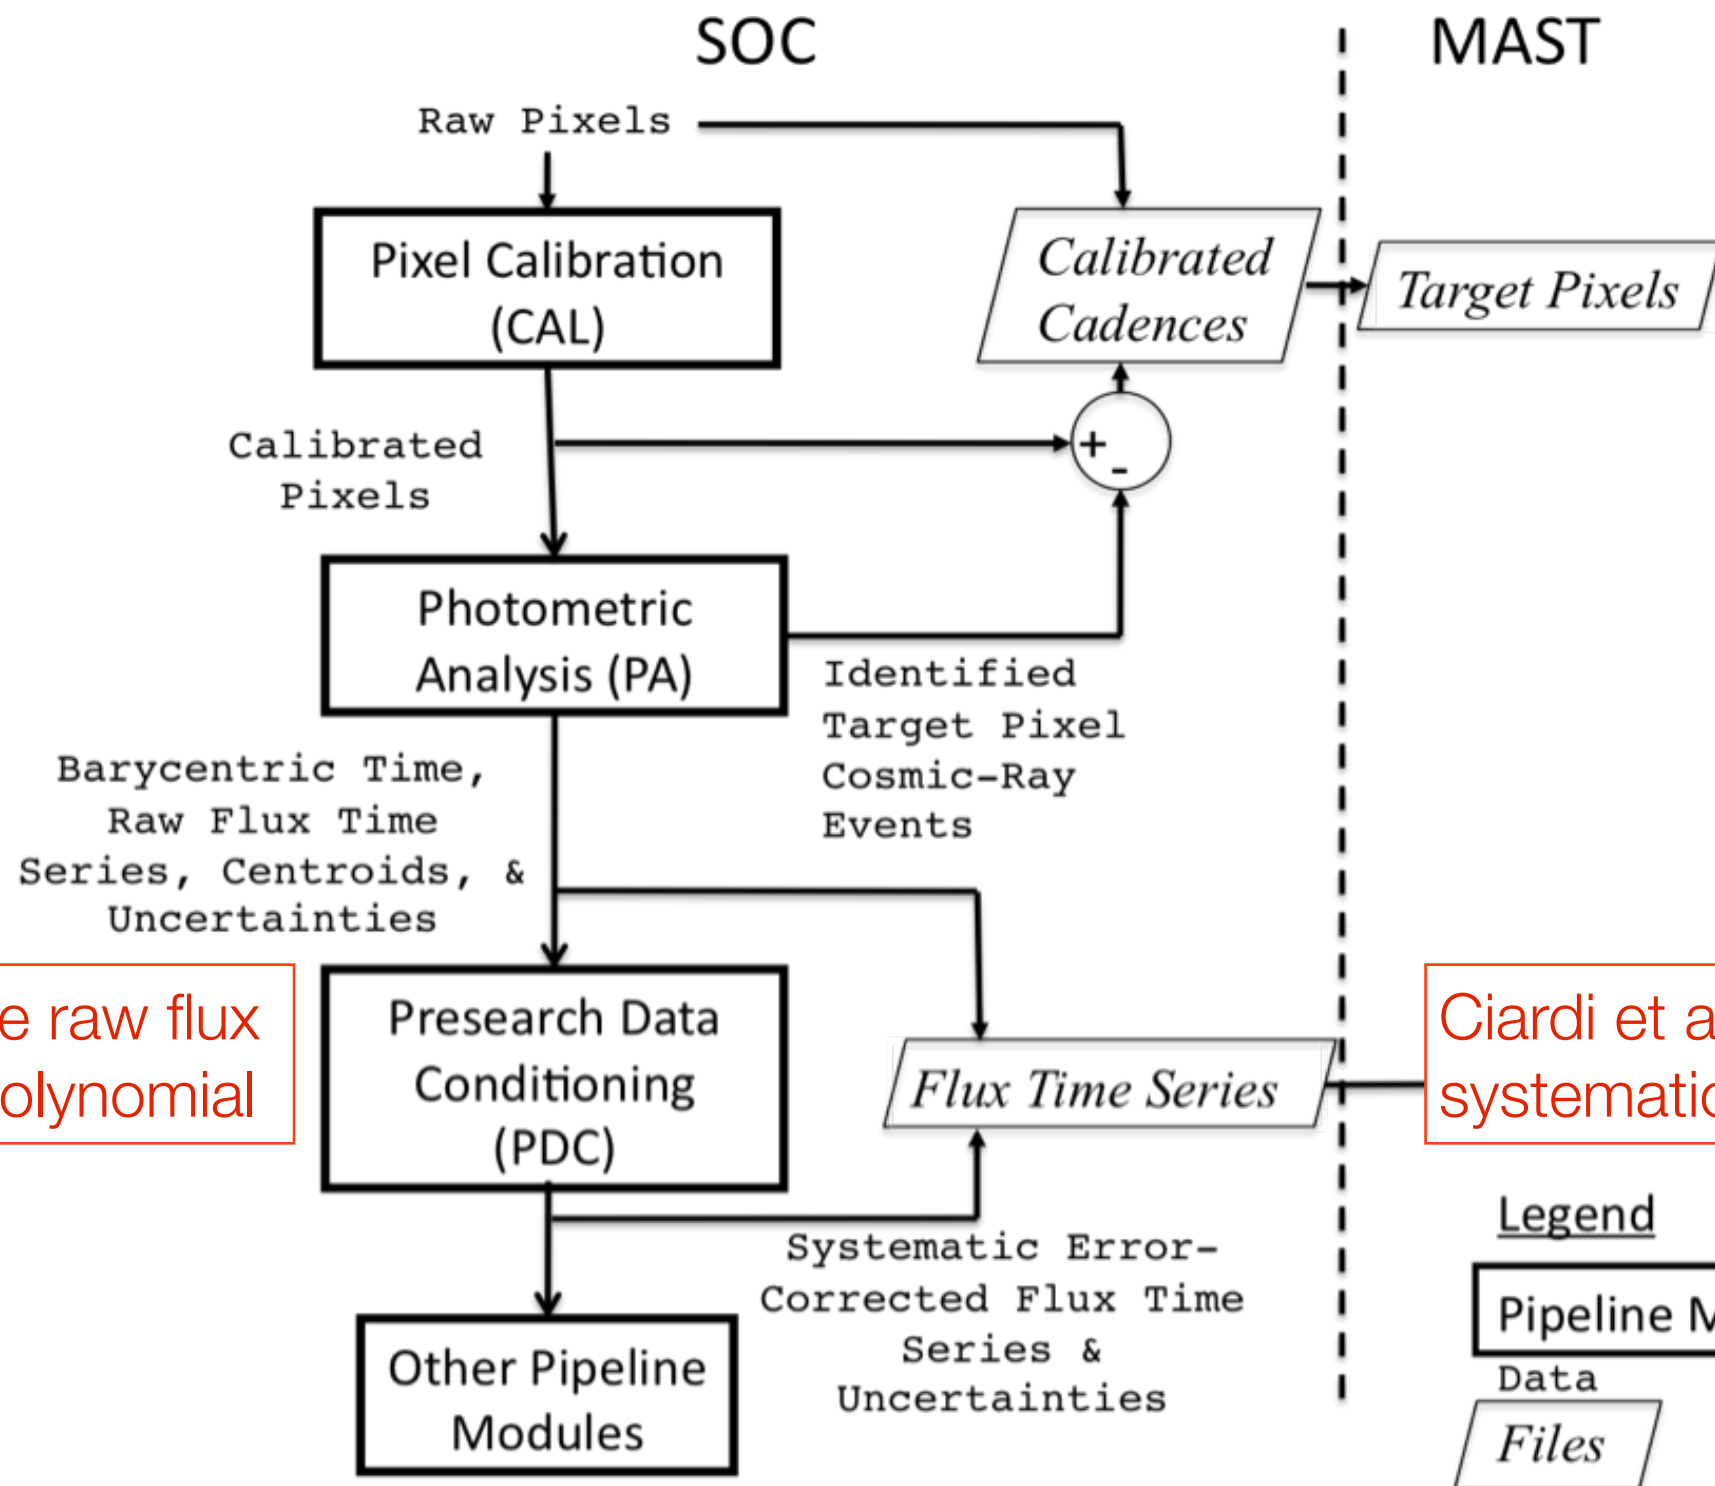 SOC
MAST
Raw Pixels
Pixel Calibration
(CAL)
Calibrated
Cadences
Target Pixels
Calibrated
Pixels
+
-
Photometric
Analysis (PA)
Identified
Target Pixel
Cosmic-Ray
Events
Barycentric Time,
Raw Flux Time
Series, Centroids, &
Uncertainties
raw flux
Presearch Data
Conditioning
(PDC)
Flux Time Series
Ciardi et
Systematic Error-
Corrected Flux Time
Series &
Uncertainties
Other Pipeline
Modules
Legend
Pipeline
Data
Files